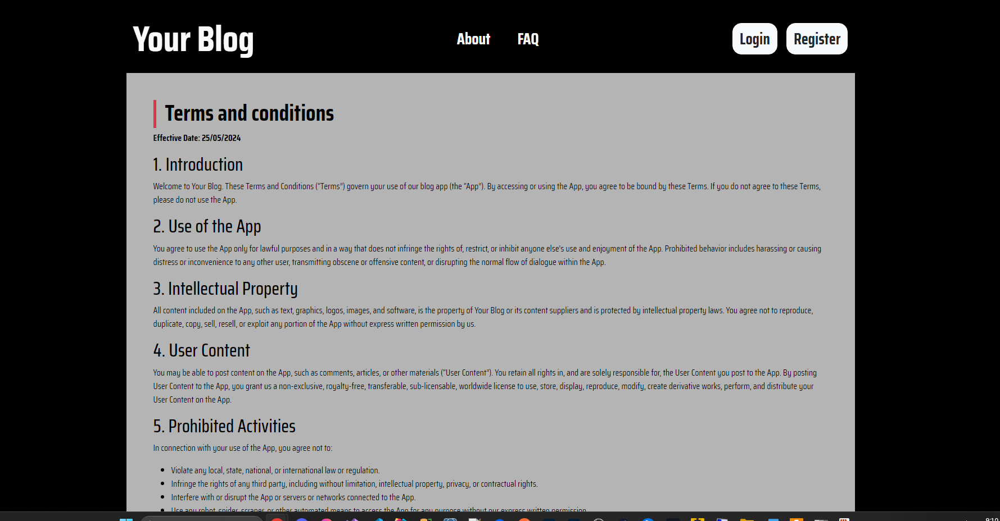 Your Blog
About
FAQ
Login
Register
Terms and conditions
Effective Date: 25/05/2024
1. Introduction
Welcome to Your Blog. These Terms and Conditions (“Terms”) govern your use of our blog app (the “App”). By accessing or using the App, you agree to be bound by these Terms. If you do not agree to these Terms,
please do not use the App.
2. Use of the App
You agree to use the App only for lawful purposes and in a way that does not infringe the rights of, restrict, or inhibit anyone else's use and enjoyment of the App. Prohibited behavior includes harassing or causing
distress or inconvenience to any other user, transmitting obscene or offensive content, or disrupting the normal flow of dialogue within the App.
3. Intellectual Property
All content included on the App, such as text, graphics, logos, images, and software, is the property of Your Blog or its content suppliers and is protected by intellectual property laws. You agree not to reproduce,
duplicate, copy, sell, resell, or exploit any portion of the App without express written permission by us.
4. User Content
You may be able to post content on the App, such as comments, articles, or other materials (“User Content”). You retain all rights in, and are solely responsible for, the User Content you post to the App. By posting
User Content to the App, you grant us a non-exclusive, royalty-free, transferable, sub-licensable, worldwide license to use, store, display, reproduce, modify, create derivative works, perform, and distribute your
User Content on the App.
5. Prohibited Activities
In connection with your use of the App, you agree not to:
Violate any local, state, national, or international law or regulation.
Infringe the rights of any third party, including without limitation, intellectual property, privacy, or contractual rights.
Interfere with or disrupt the App or servers or networks connected to the App.
Use any robot, spider, scraper, or other automated means to access the App for any purpose without our express written permission.